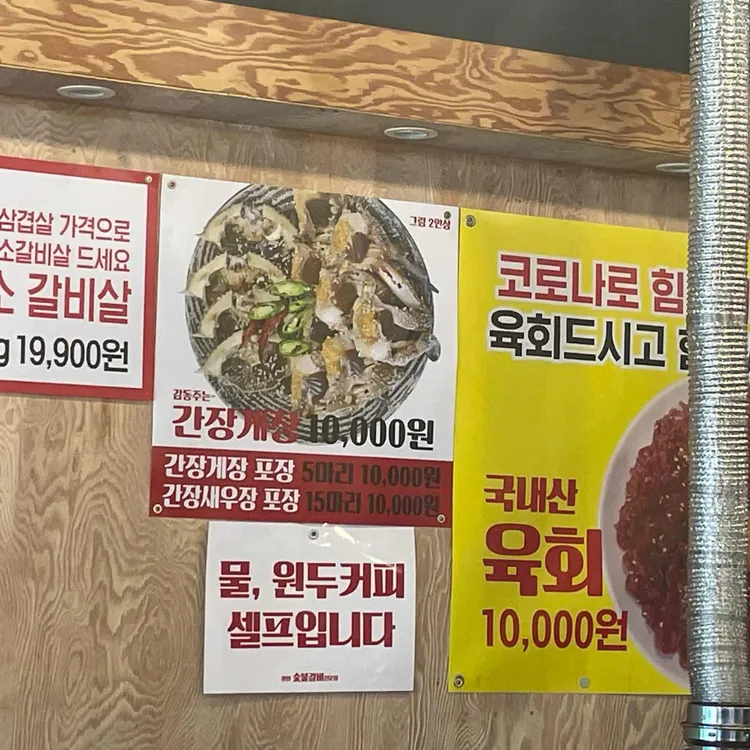 삼겹살 가격으로
소갈비살 드세요
소 갈비살
g 19,900원
그림 2인상
감동주는~
간장게장 10,000원
간장게장 포장 5마리 10,000원
간장새우장 포장 15마리 10,000원
물, 원두커피
셀프입니다
숯불갈비
코로나로 힘
육회드시고
국내산
육회
10,000원